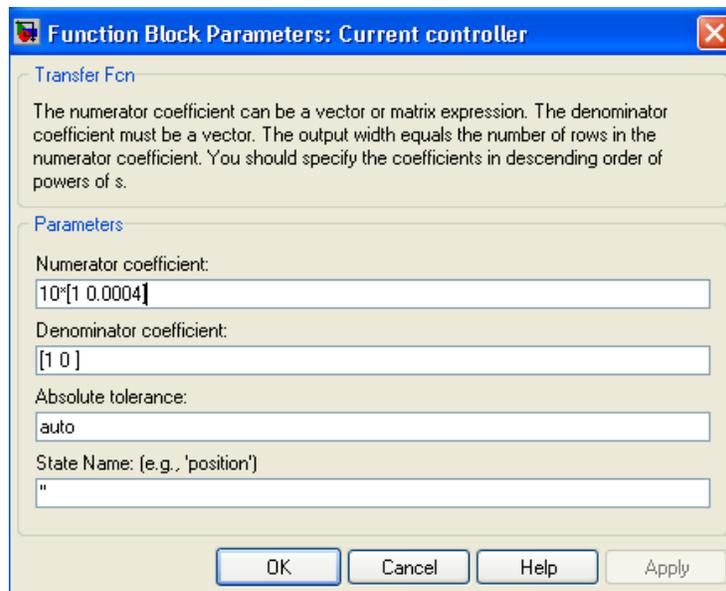 Function Block Parameters: Current controller
Transfer Fcn
The numerator coefficient can be a vector or matrix expression. The denominator
coefficient must be a vector. The output width equals the number of rows in the
numerator coefficient. You should specify the coefficients in descending order of
powers of s.
Parameters
Numerator coefficient:
10*[1 0.0004]
Denominator coefficient:
[1 0 ]
Absolute tolerance:
auto
State Name: (e.g., 'position')
''
OK Cancel Help Apply